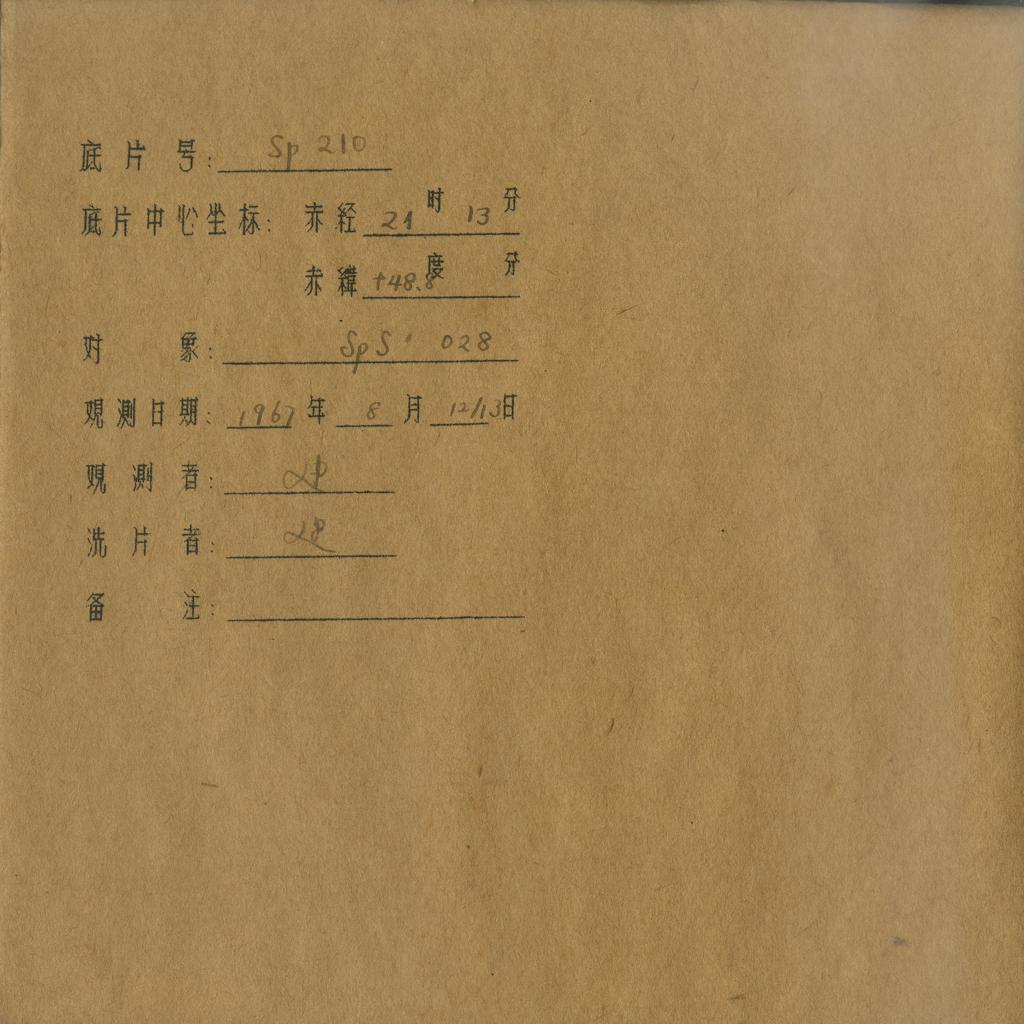 底片号: Sp 210
底片中心坐标: 赤经 21 时 13 分
赤緯 +48.8 度 分
对象: SpS 028
观测日期: 1967 年 8 月 12/13 日
观测者:
洗片者:
备注: